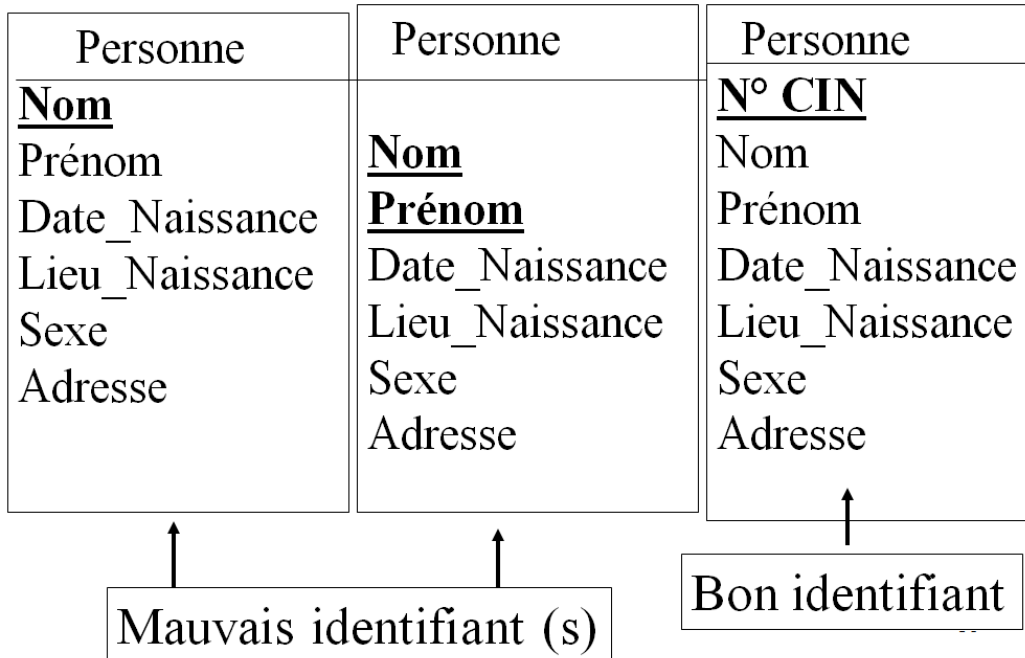 Personne
Nom
Prénom
Date_Naissance
Lieu_Naissance
Sexe
Adresse
Personne
Nom
Prénom
Date_Naissance
Lieu_Naissance
Sexe
Adresse
Personne
N° CIN
Nom
Prénom
Date_Naissance
Lieu_Naissance
Sexe
Adresse
Mauvais identifiant (s)
Bon identifiant